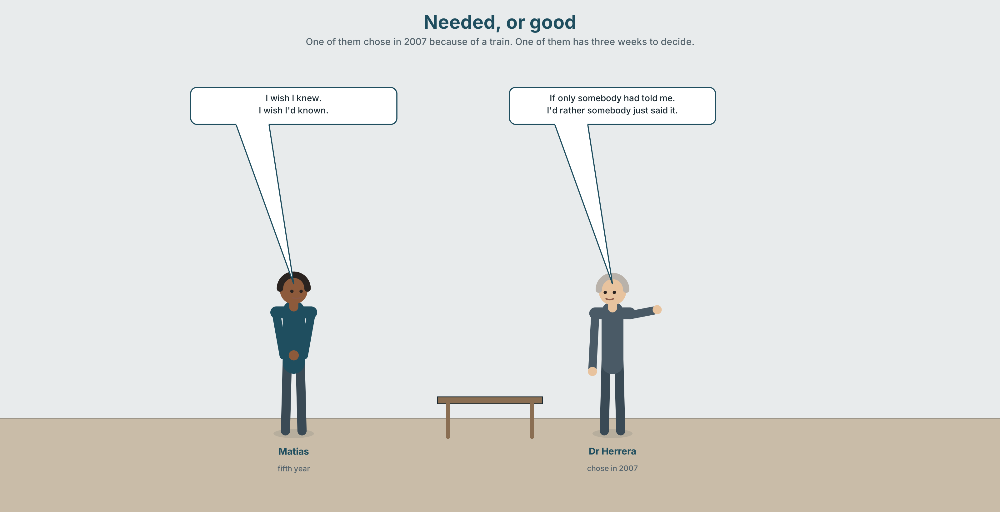 Needed, or good
One of them chose in 2007 because of a train. One of them has three weeks to decide.
I wish I knew.
I wish I'd known.
If only somebody had told me.
I'd rather somebody just said it.
Matias
fifth year
Dr Herrera
chose in 2007